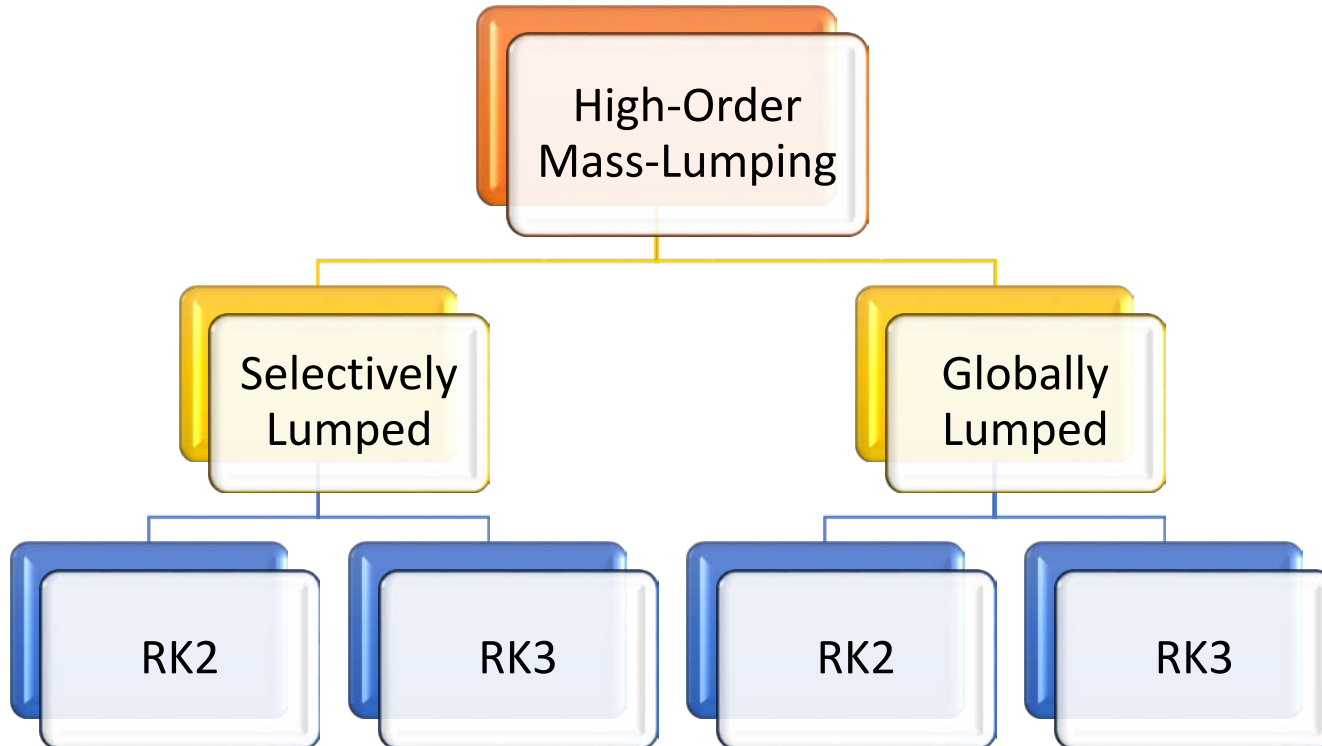 High-Order
Mass-Lumping
Selectively
Lumped
Globally
Lumped
RK2
RK3
RK2
RK3